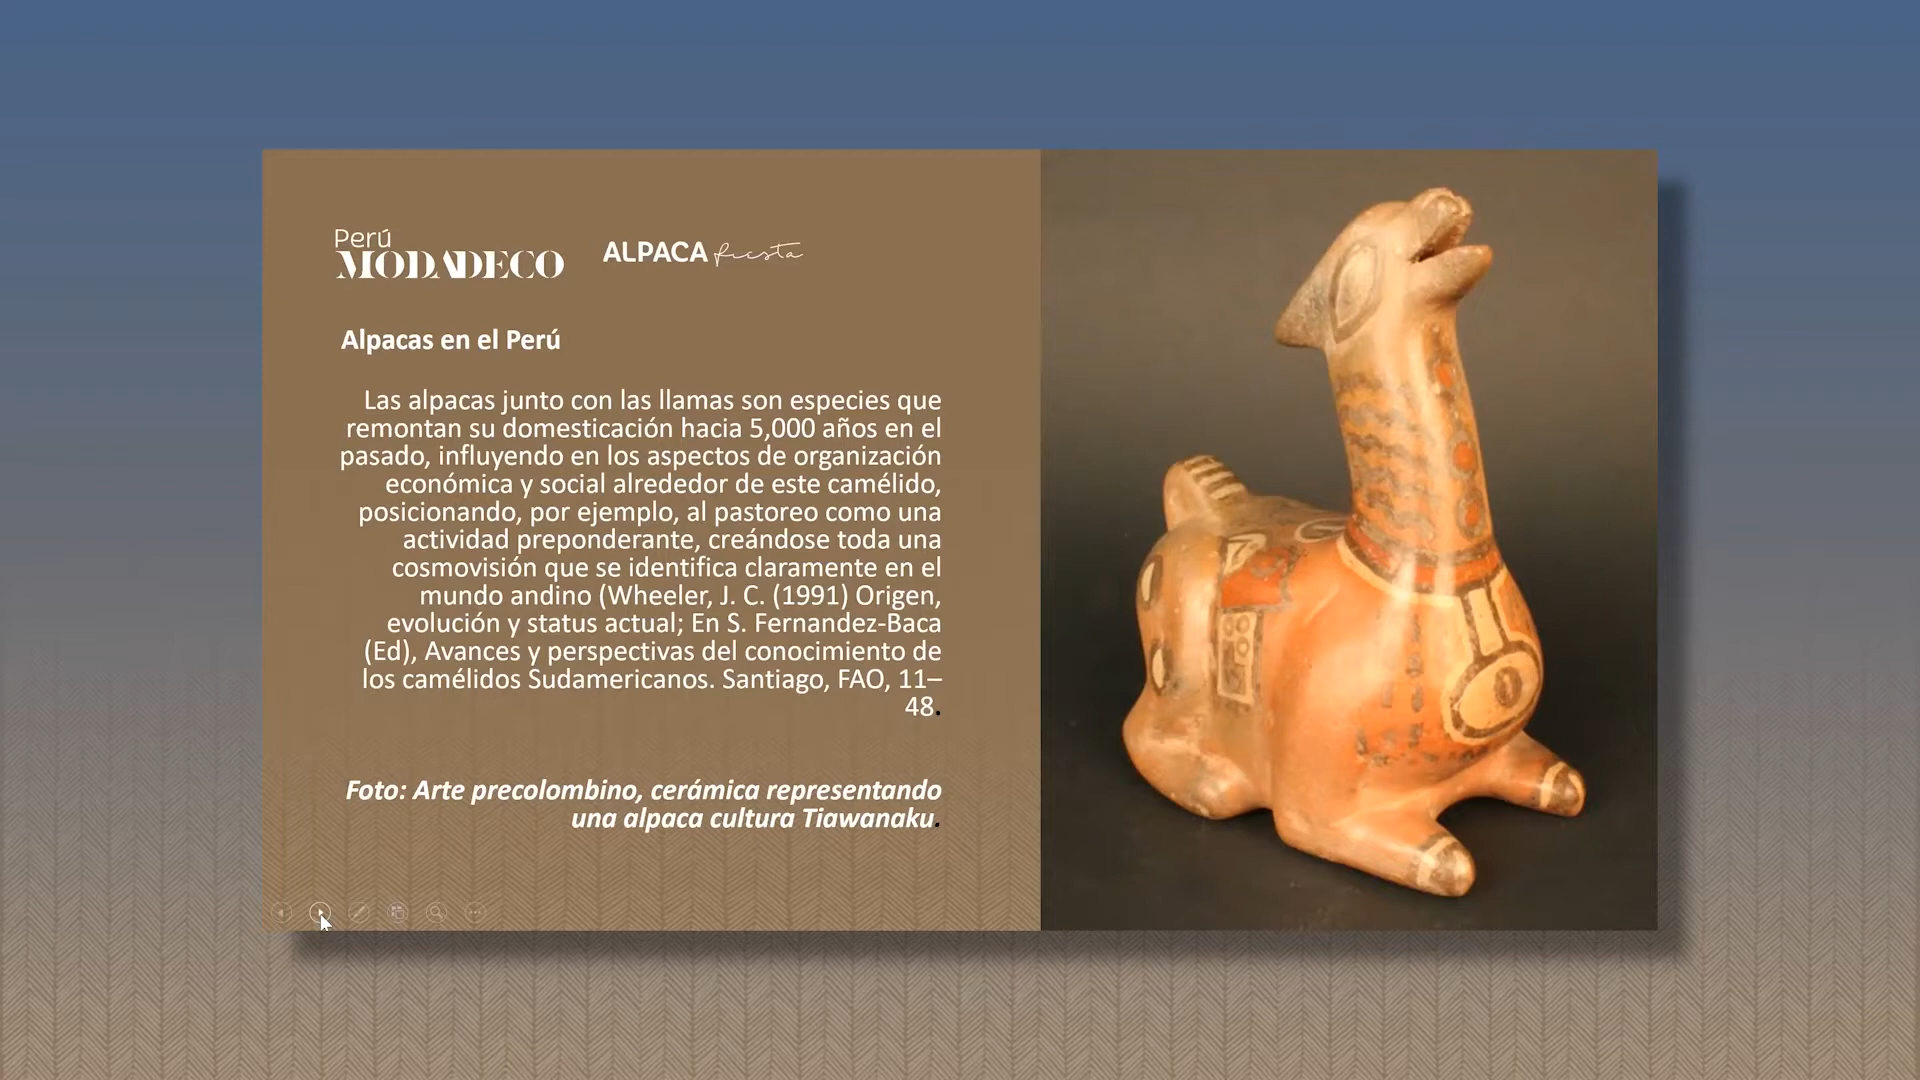 Perú
MODADECO
ALPACA fiesta
Alpacas en el Perú
Las alpacas junto con las llamas son especies que
remontan su domesticación hacia 5,000 años en el
pasado, influyendo en los aspectos de organización
económica y social alrededor de este camélido,
posicionando, por ejemplo, al pastoreo como una
actividad preponderante, creándose toda una
cosmovisión que se identifica claramente en el
mundo andino (Wheeler, J. C. (1991) Origen,
evolución y status actual; En S. Fernandez-Baca
(Ed), Avances y perspectivas del conocimiento de
los camélidos Sudamericanos. Santiago, FAO, 11–
48.
Foto: Arte precolombino, cerámica representando
una alpaca cultura Tiawanaku.